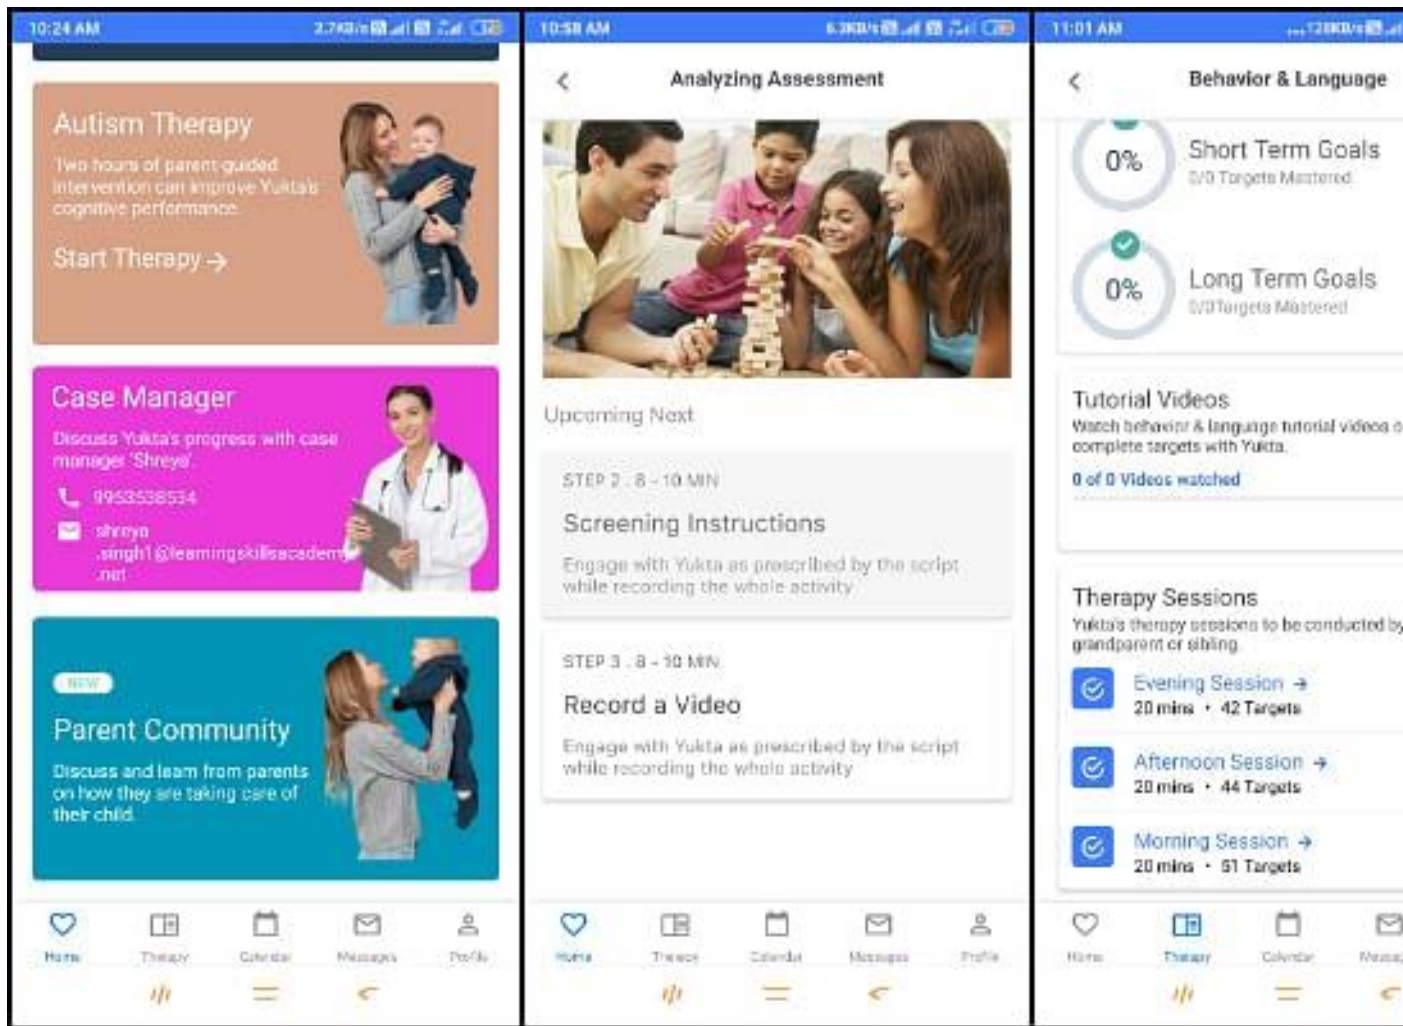 10:24 AM
Autism Therapy
Two hours of parent-guided
intervention can improve Yukta's
cognitive performance.
Start Therapy →
Case Manager
Discuss Yukta's progress with case
manager 'Shreya'.
9953538534
shreya
.singh1@learningskillsacademy
.net
NEW
Parent Community
Discuss and learn from parents
on how they are taking care of
their child.
Home Therapy Calendar Messages Profile
10:58 AM
Analyzing Assessment
Upcoming Next
STEP 2 . 8 - 10 MIN
Screening Instructions
Engage with Yukta as prescribed by the script
while recording the whole activity
STEP 3 . 8 - 10 MIN
Record a Video
Engage with Yukta as prescribed by the script
while recording the whole activity
Home Therapy Calendar Messages Profile
11:01 AM
Behavior & Language
0%
Short Term Goals
0/0 Targets Mastered
0%
Long Term Goals
0/0Targets Mastered
Tutorial Videos
Watch behavior & language tutorial videos
complete targets with Yukta.
0 of 0 Videos watched
Therapy Sessions
Yukta's therapy sessions to be conducted by
grandparent or sibling.
Evening Session →
20 mins • 42 Targets
Afternoon Session →
20 mins • 44 Targets
Morning Session →
20 mins • 51 Targets
Home Therapy Calendar